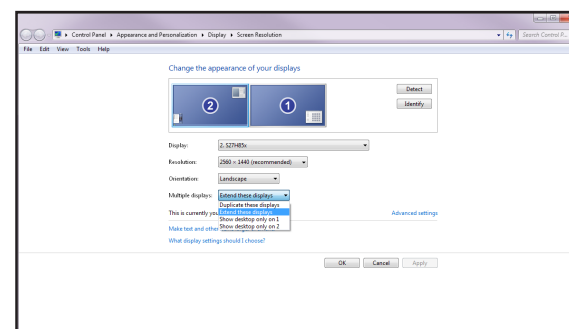 Control Panel ▸ Appearance and Personalization ▸ Display ▸ Screen Resolution
Search Control P...
File Edit View Tools Help
Change the appearance of your displays
2
1
Detect
Identify
Display: 2. S27H85x
Resolution: 2560 × 1440 (recommended)
Orientation: Landscape
Multiple displays: Extend these displays
Duplicate these displays
This is currently you
Extend these displays
Advanced settings
Show desktop only on 1
Make text and other
Show desktop only on 2
What display settings should I choose?
OK Cancel Apply